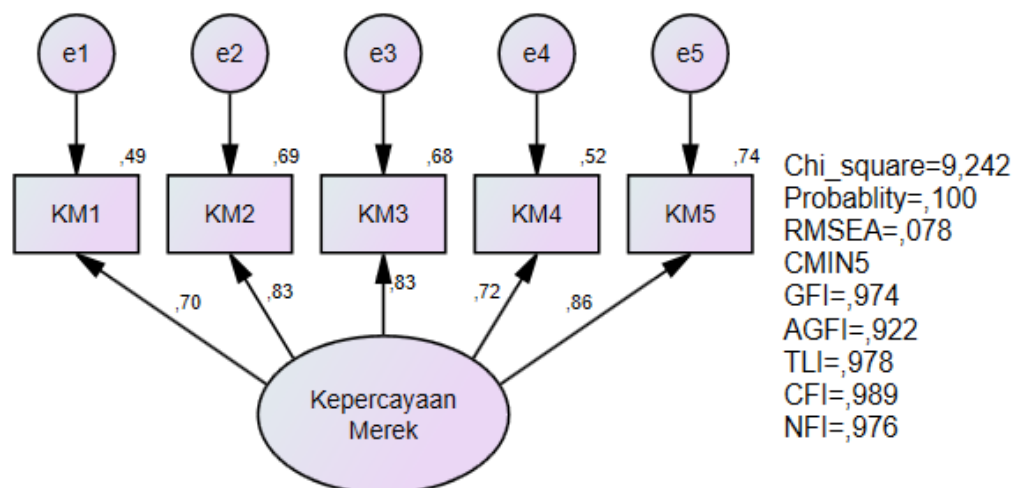 e1 e2 e3 e4 e5
,49 ,69 ,68 ,52 ,74
KM1 KM2 KM3 KM4 KM5
,70 ,83 ,83 ,72 ,86
Kepercayaan
Merek
Chi_square=9,242
Probablity=,100
RMSEA=,078
CMIN5
GFI=,974
AGFI=,922
TLI=,978
CFI=,989
NFI=,976